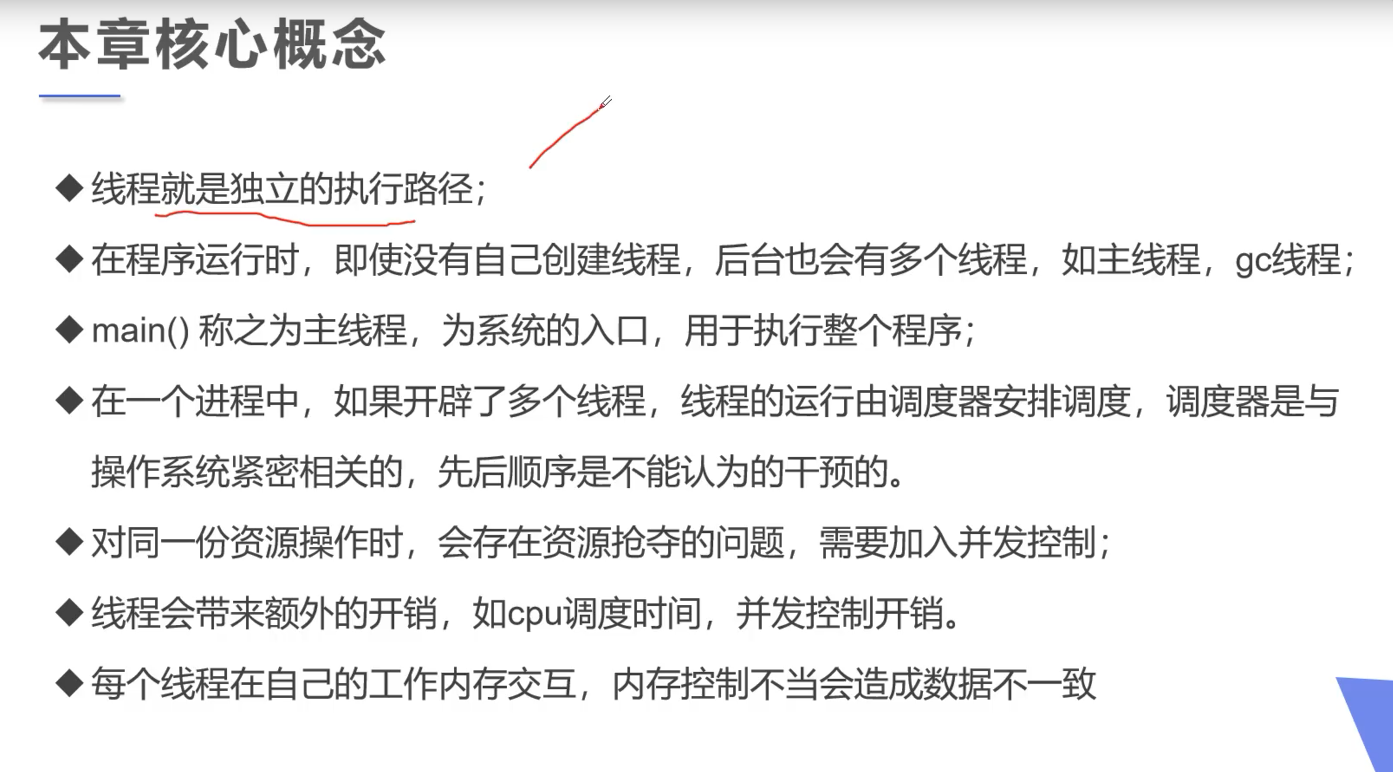 本章核心概念
◆线程就是独立的执行路径；
◆在程序运行时，即使没有自己创建线程，后台也会有多个线程，如主线程，gc线程；
◆main() 称之为主线程，为系统的入口，用于执行整个程序；
◆在一个进程中，如果开辟了多个线程，线程的运行由调度器安排调度，调度器是与
操作系统紧密相关的，先后顺序是不能认为的干预的。
◆对同一份资源操作时，会存在资源抢夺的问题，需要加入并发控制；
◆线程会带来额外的开销，如cpu调度时间，并发控制开销。
◆每个线程在自己的工作内存交互，内存控制不当会造成数据不一致